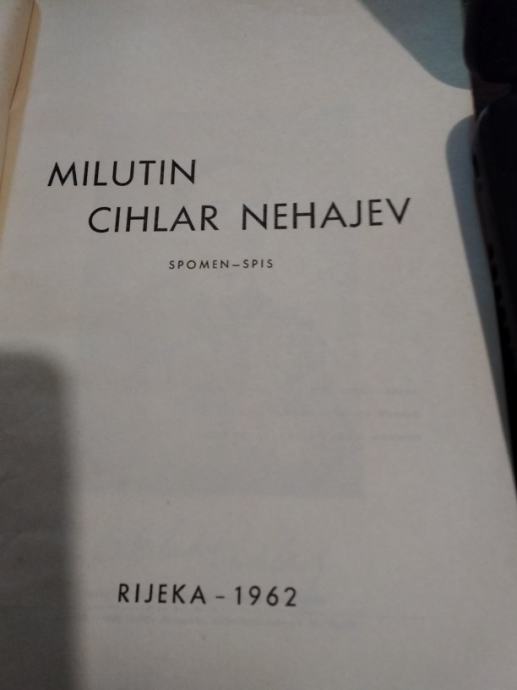 MILUTIN
CIHLAR NEHAJEV
SPOMEN–SPIS
RIJEKA – 1962